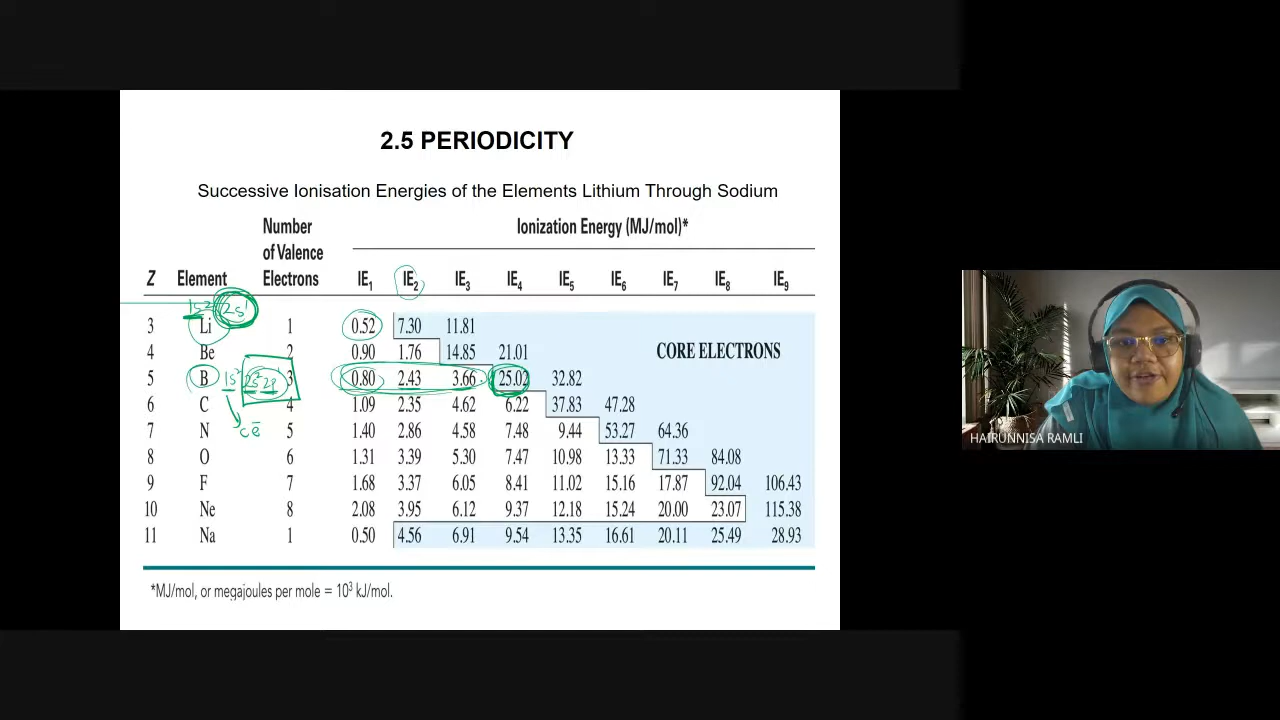 2.5 PERIODICITY
Successive Ionisation Energies of the Elements Lithium Through Sodium
Number of Valence Electrons
Ionization Energy (MJ/mol)*
Z Element IE₁ IE₂ IE₃ IE₄ IE₅ IE₆ IE₇ IE₈ IE₉
1s² 2s¹
3 Li 1 0.52 7.30 11.81
4 Be 2 0.90 1.76 14.85 21.01 CORE ELECTRONS
5 B 1s² 2s² 2p¹ 3 0.80 2.43 3.66 25.02 32.82
6 C 4 1.09 2.35 4.62 6.22 37.83 47.28
7 N cē 5 1.40 2.86 4.58 7.48 9.44 53.27 64.36
8 O 6 1.31 3.39 5.30 7.47 10.98 13.33 71.33 84.08
9 F 7 1.68 3.37 6.05 8.41 11.02 15.16 17.87 92.04 106.43
10 Ne 8 2.08 3.95 6.12 9.37 12.18 15.24 20.00 23.07 115.38
11 Na 1 0.50 4.56 6.91 9.54 13.35 16.61 20.11 25.49 28.93
*MJ/mol, or megajoules per mole = 10³ kJ/mol.
HAIRUNNISA RAMLI